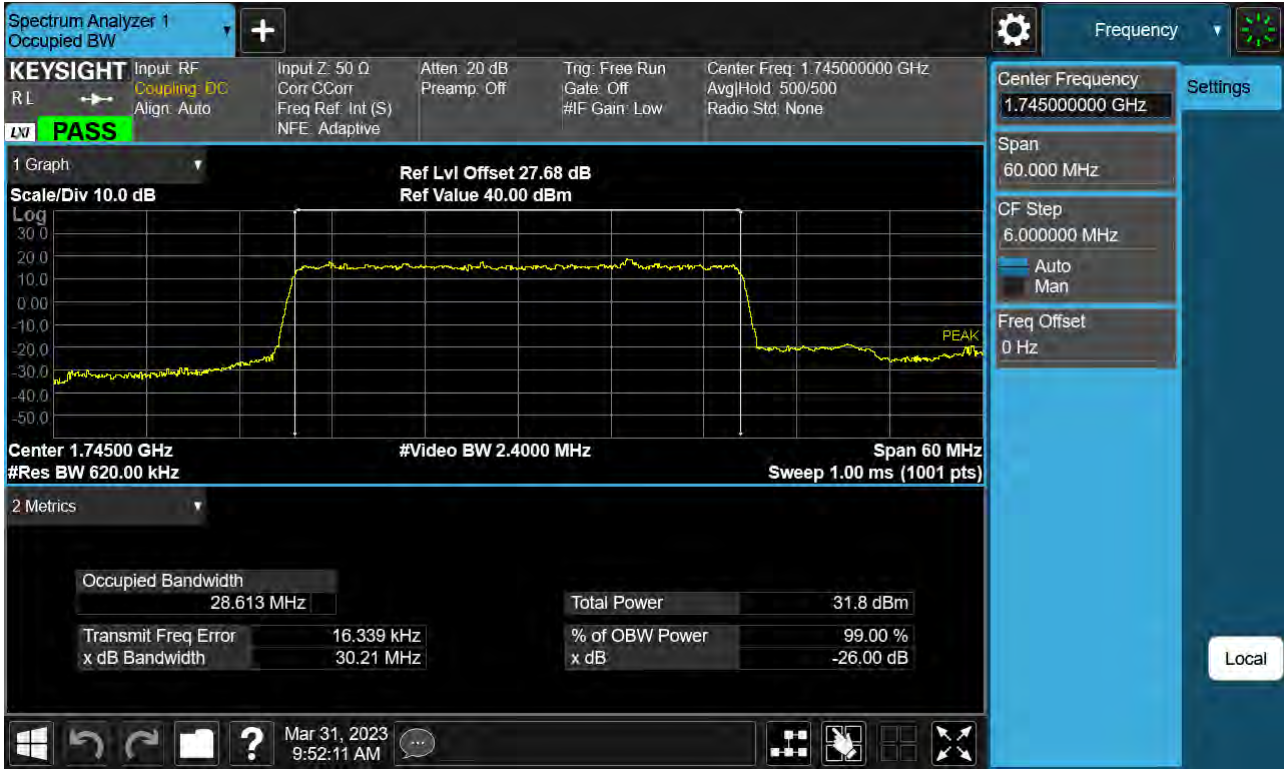 Spectrum Analyzer 1
Occupied BW
Frequency
KEYSIGHT
R L
LXI
PASS
Input: RF
Coupling: DC
Align: Auto
Input Z: 50 Ω
Corr CCorr
Freq Ref: Int (S)
NFE: Adaptive
Atten: 20 dB
Preamp: Off
Trig: Free Run
Gate: Off
#IF Gain: Low
Center Freq: 1.745000000 GHz
Avg|Hold: 500/500
Radio Std: None
Center Frequency
1.745000000 GHz
Settings
Span
60.000 MHz
CF Step
6.000000 MHz
Auto
Man
Freq Offset
0 Hz
Local
1 Graph
Scale/Div 10.0 dB
Ref Lvl Offset 27.68 dB
Ref Value 40.00 dBm
Log
30.0
20.0
10.0
0.00
-10.0
-20.0
-30.0
-40.0
-50.0
PEAK
Center 1.74500 GHz
#Video BW 2.4000 MHz
Span 60 MHz
#Res BW 620.00 kHz
Sweep 1.00 ms (1001 pts)
2 Metrics
Occupied Bandwidth
28.613 MHz
Total Power 31.8 dBm
Transmit Freq Error 16.339 kHz
% of OBW Power 99.00 %
x dB Bandwidth 30.21 MHz
x dB -26.00 dB
?
Mar 31, 2023
9:52:11 AM